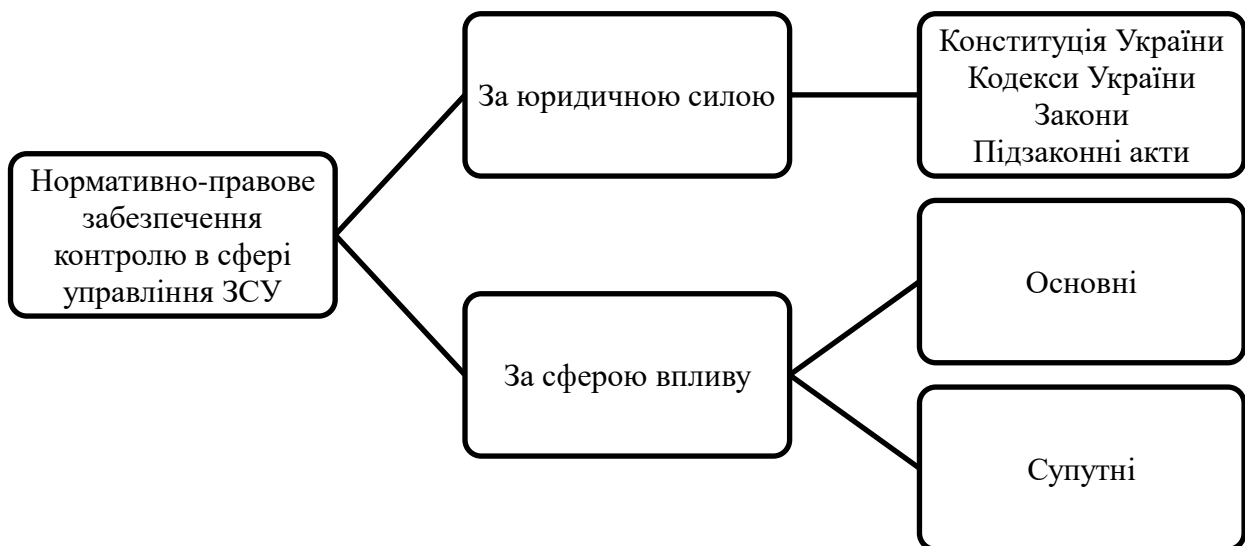 Нормативно-правове
забезпечення
контролю в сфері
управління ЗСУ
За юридичною силою
Конституція України
Кодекси України
Закони
Підзаконні акти
За сферою впливу
Основні
Супутні